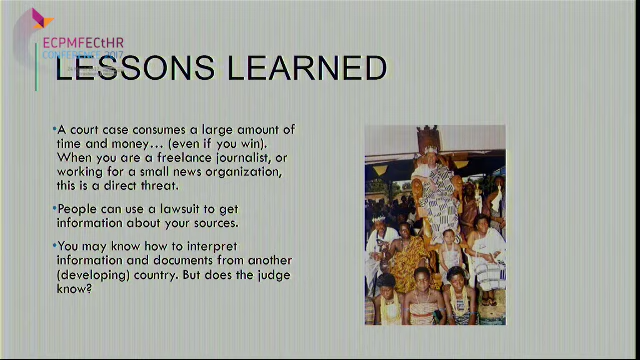 ECPMFECtHR
CONFERENCE 2017
LESSONS LEARNED
•A court case consumes a large amount of
time and money… (even if you win).
When you are a freelance journalist, or
working for a small news organization,
this is a direct threat.
•People can use a lawsuit to get
information about your sources.
•You may know how to interpret
information and documents from another
(developing) country. But does the judge
know?